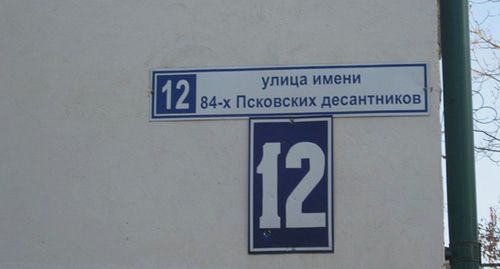 12
улица имени
84-х Псковских десантников
12